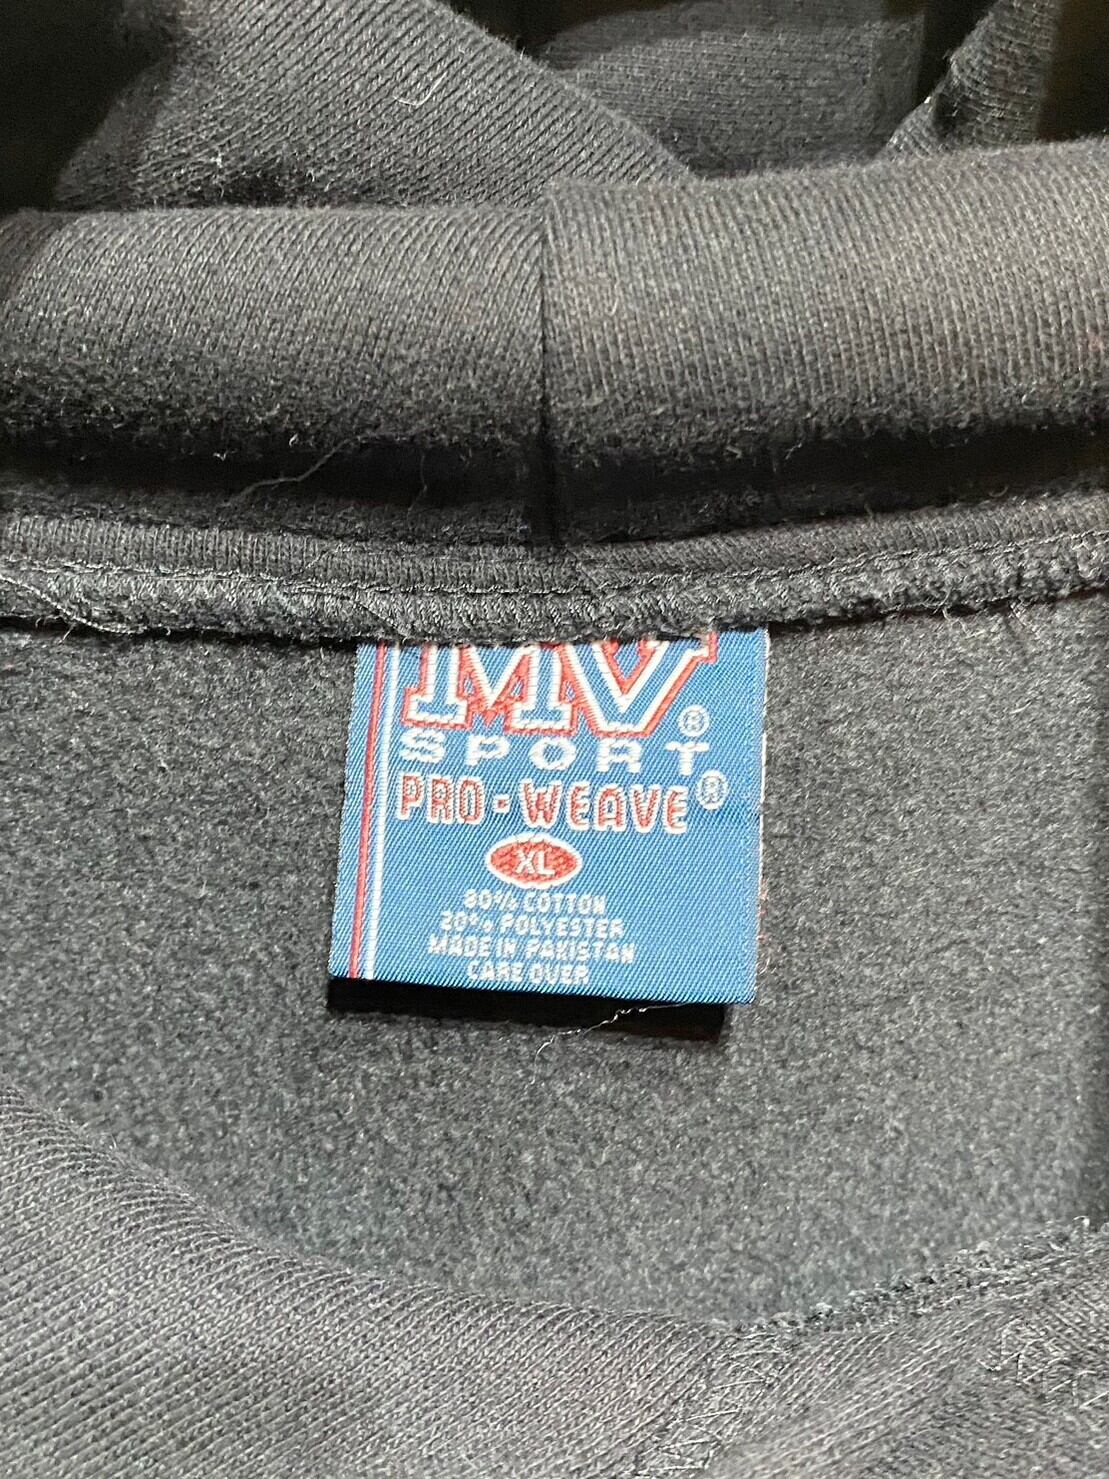 MV®
SPORT
PRO-WEAVE®
XL
80% COTTON
20% POLYESTER
MADE IN PAKISTAN
CARE OVER